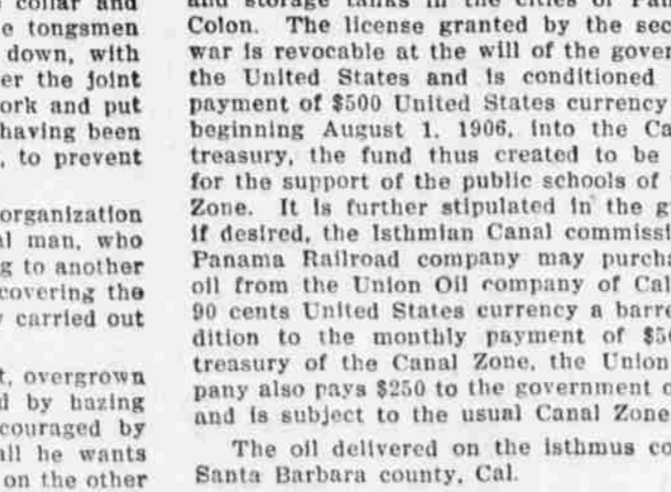 collar and
e tongsmen
down, with
er the joint
ork and put
having been
, to prevent
organization
al man, who
g to another
covering the
y carried out
t, overgrown
d by hazing
couraged by
all he wants
on the other
and storage tanks in the cities of Pa
Colon. The license granted by the sec
war is revocable at the will of the gover
the United States and is conditioned
payment of $500 United States currency
beginning August 1, 1906, into the Ca
treasury, the fund thus created to be
for the support of the public schools of
Zone. It is further stipulated in the g
if desired, the Isthmian Canal commissi
Panama Railroad company may purcha
oil from the Union Oil company of Cal
90 cents United States currency a barre
dition to the monthly payment of $50
treasury of the Canal Zone, the Union
pany also pays $250 to the government o
and is subject to the usual Canal Zone
The oil delivered on the isthmus co
Santa Barbara county, Cal.